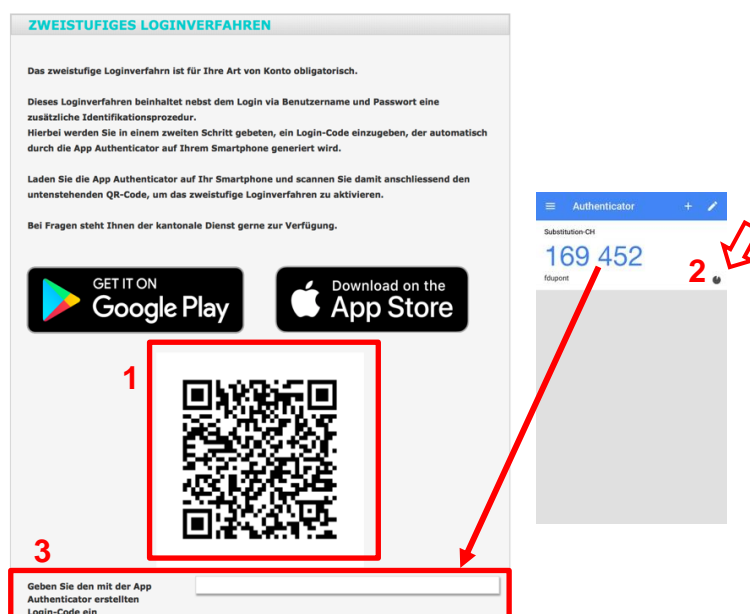 ZWEISTUFIGES LOGINVERFAHREN
Das zweistufige Loginverfahrn ist für Ihre Art von Konto obligatorisch.
Dieses Loginverfahren beinhaltet nebst dem Login via Benutzername und Passwort eine
zusätzliche Identifikationsprozedur.
Hierbei werden Sie in einem zweiten Schritt gebeten, ein Login-Code einzugeben, der automatisch
durch die App Authenticator auf Ihrem Smartphone generiert wird.
Laden Sie die App Authenticator auf Ihr Smartphone und scannen Sie damit anschliessend den
untenstehenden QR-Code, um das zweistufige Loginverfahren zu aktivieren.
Bei Fragen steht Ihnen der kantonale Dienst gerne zur Verfügung.
GET IT ON
Google Play
Download on the
App Store
1
Authenticator
Substitution-CH
169 452
fdupont
2
3
Geben Sie den mit der App
Authenticator erstellten
Login-Code ein